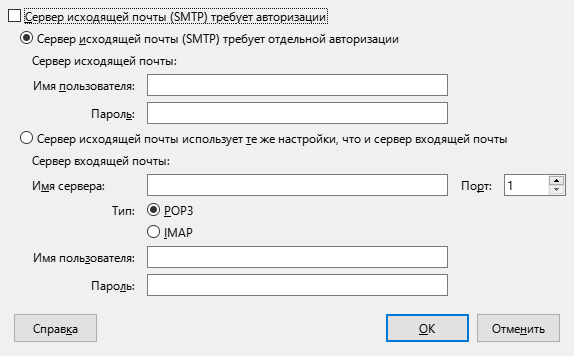 Сервер исходящей почты (SMTP) требует авторизации
Сервер исходящей почты (SMTP) требует отдельной авторизации
Сервер исходящей почты:
Имя пользователя:
Пароль:
Сервер исходящей почты использует те же настройки, что и сервер входящей почты
Сервер входящей почты:
Имя сервера: Порт: 1
Тип: POP3
IMAP
Имя пользователя:
Пароль:
Справка OK Отменить